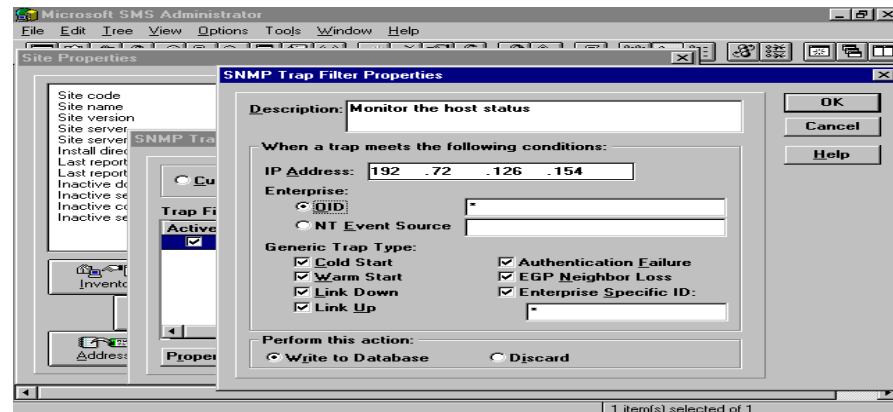 Microsoft SMS Administrator
File Edit Tree View Options Tools Window Help
Site Properties
Site code
Site name
Site version
Site server
Site server
Install direc
Last report
Last report
Inactive do
Inactive se
Inactive co
Inactive se
Invento
Address
SNMP Tra
Cu
Trap Fi
Active
Proper
SNMP Trap Filter Properties
Description: Monitor the host status
When a trap meets the following conditions:
IP Address: 192 .72 .126 .154
Enterprise:
OID *
NT Event Source
Generic Trap Type:
Cold Start Authentication Failure
Warm Start EGP Neighbor Loss
Link Down Enterprise Specific ID:
Link Up *
Perform this action:
Write to Database Discard
OK
Cancel
Help
1 item(s) selected of 1